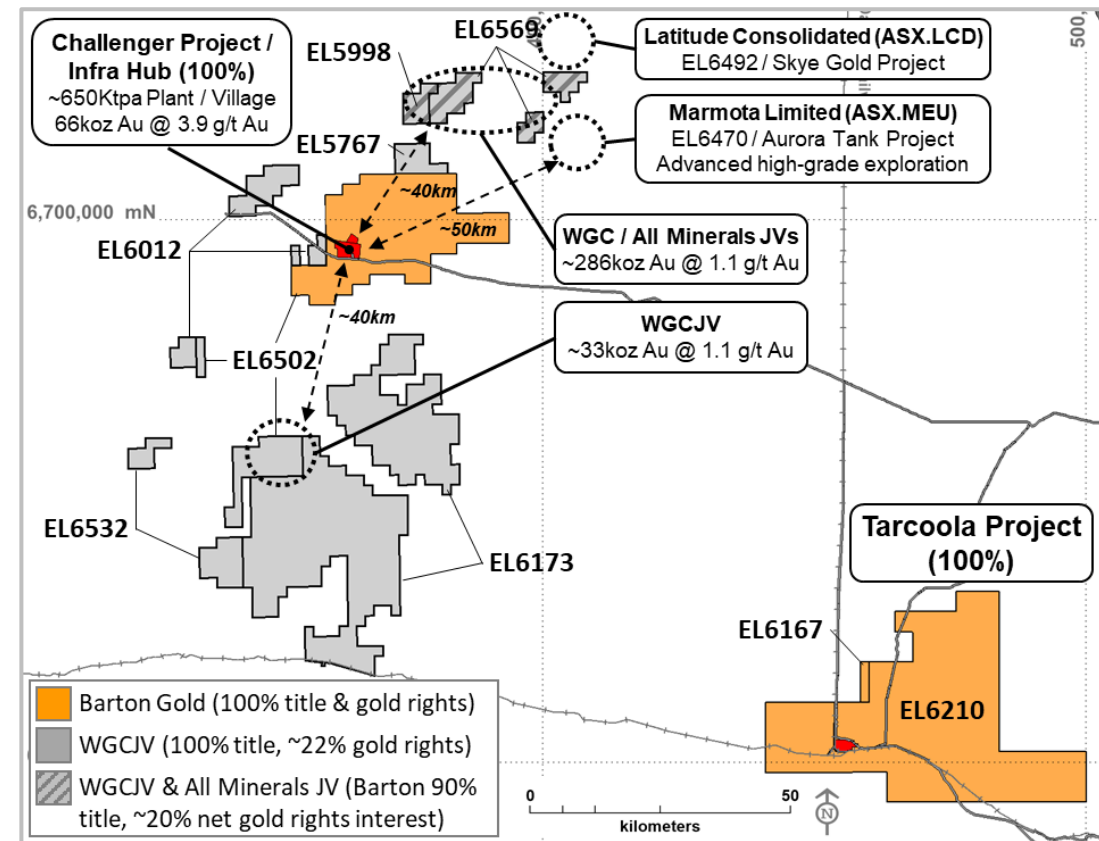 Challenger Project /
Infra Hub (100%)
~650Ktpa Plant / Village
66koz Au @ 3.9 g/t Au
EL5998
EL6569
Latitude Consolidated (ASX.LCD)
EL6492 / Skye Gold Project
Marmota Limited (ASX.MEU)
EL6470 / Aurora Tank Project
Advanced high-grade exploration
500,
EL5767
~40km
6,700,000 mN
~50km
EL6012
WGC / All Minerals JVs
~286koz Au @ 1.1 g/t Au
~40km
WGCJV
~33koz Au @ 1.1 g/t Au
EL6502
EL6532
EL6173
Tarcoola Project
(100%)
EL6167
EL6210
Barton Gold (100% title & gold rights)
WGCJV (100% title, ~22% gold rights)
WGCJV & All Minerals JV (Barton 90%
title, ~20% net gold rights interest)
0
50
kilometers
N